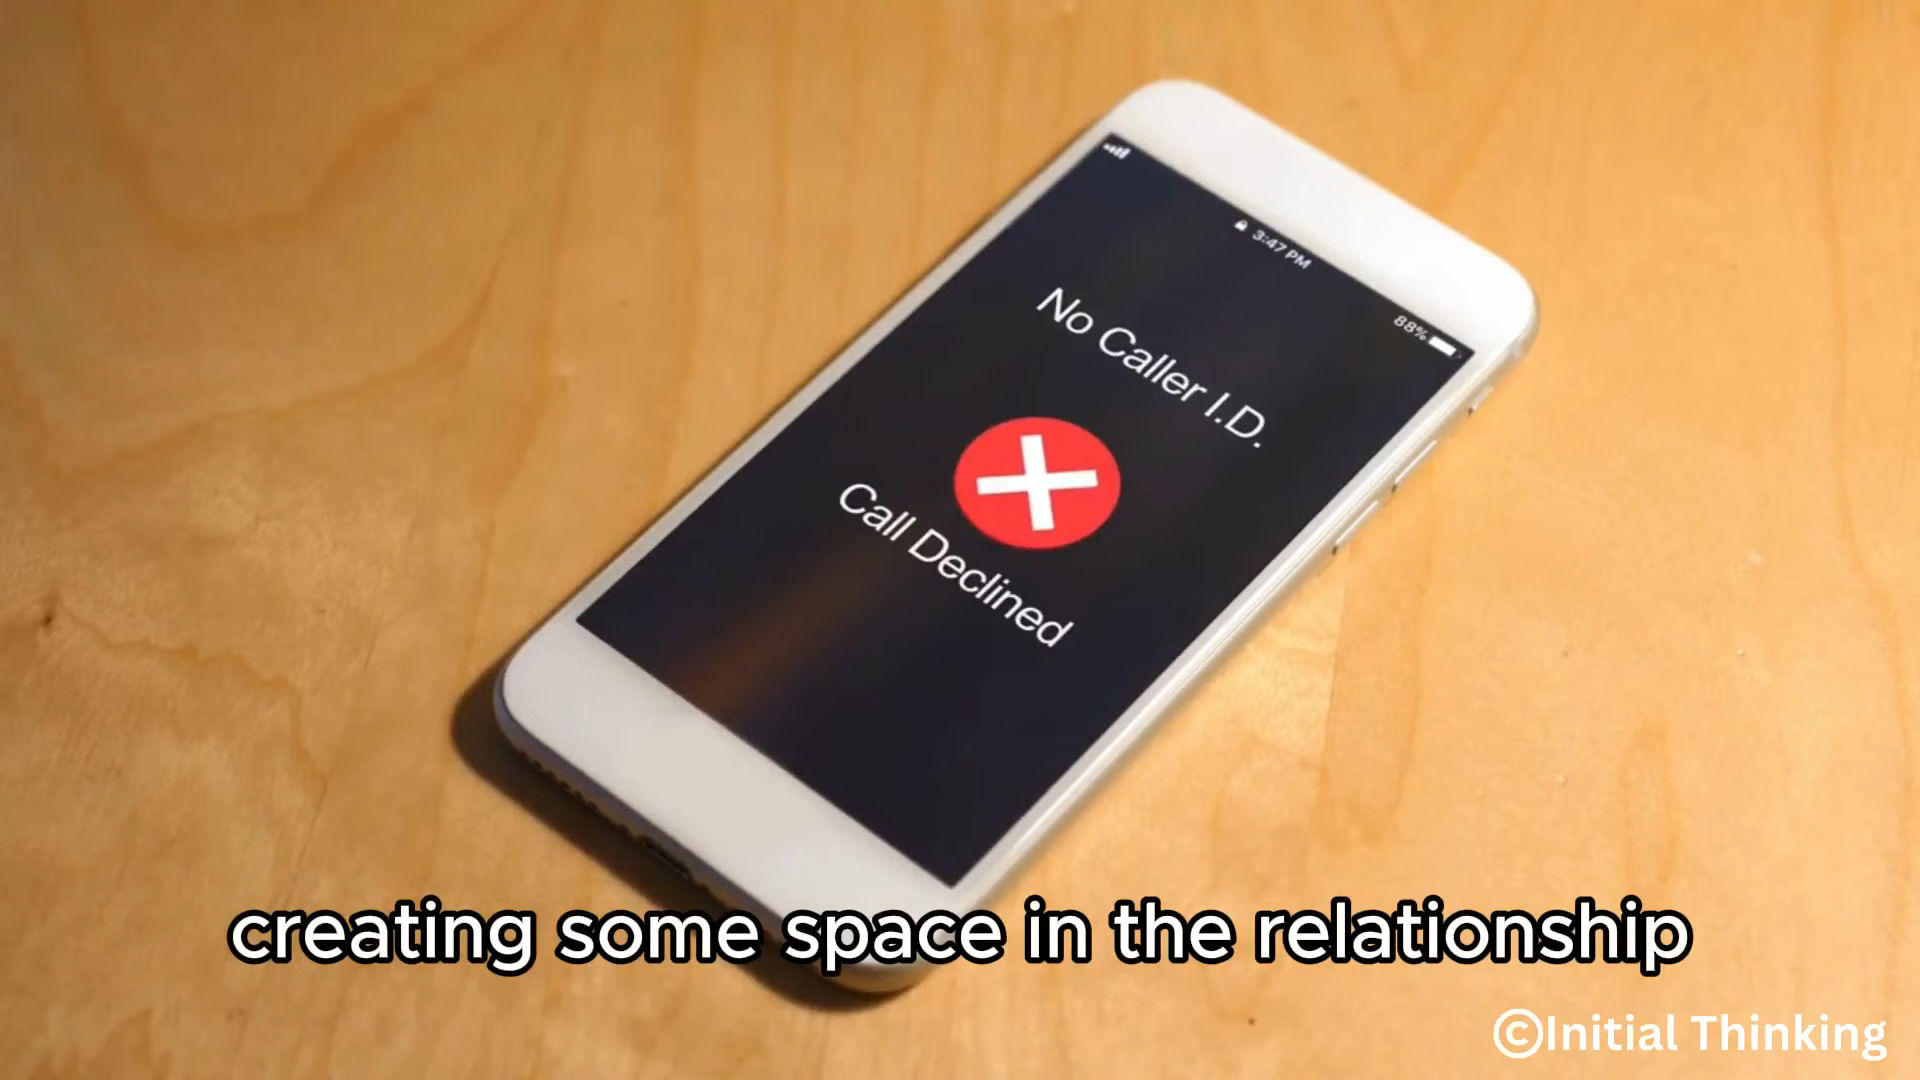 3:47 PM
88%
No Caller I.D.
Call Declined
creating some space in the relationship
©Initial Thinking